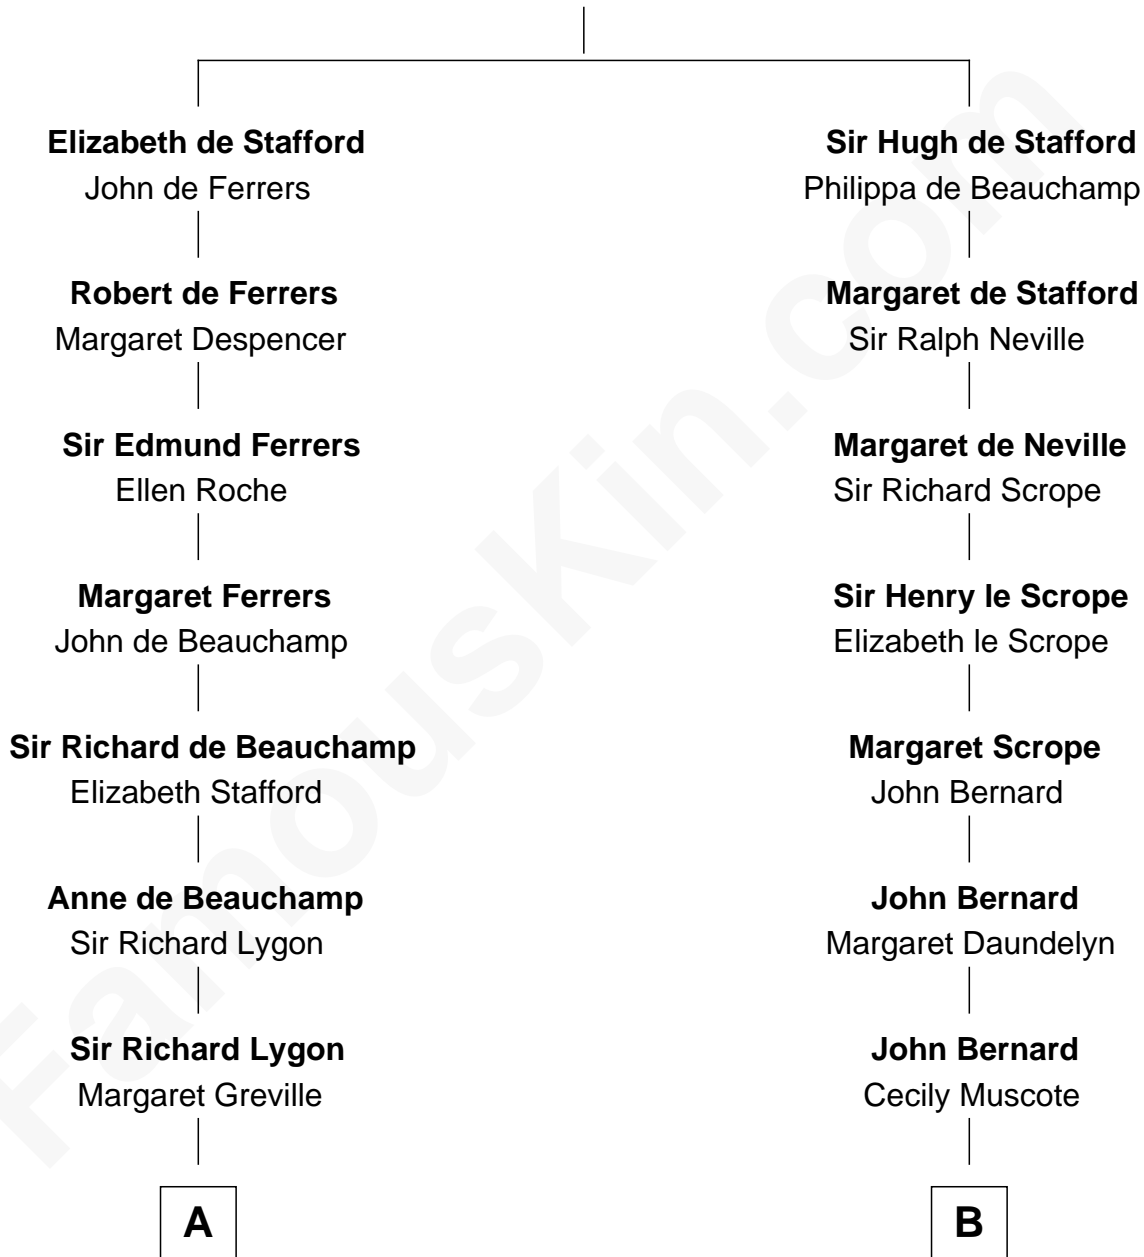 Elizabeth de Stafford
John de Ferrers
Sir Hugh de Stafford
Philippa de Beauchamp
Robert de Ferrers
Margaret Despencer
Margaret de Stafford
Sir Ralph Neville
Sir Edmund Ferrers
Ellen Roche
Margaret de Neville
Sir Richard Scrope
Margaret Ferrers
John de Beauchamp
Sir Henry le Scrope
Elizabeth le Scrope
Sir Richard de Beauchamp
Elizabeth Stafford
Margaret Scrope
John Bernard
Anne de Beauchamp
Sir Richard Lygon
John Bernard
Margaret Daundelyn
Sir Richard Lygon
Margaret Greville
John Bernard
Cecily Muscote
A
B
FamousKin.com